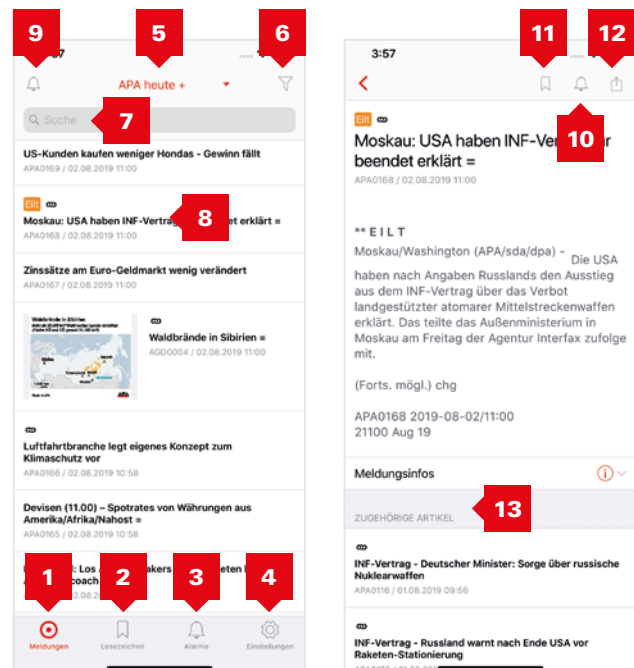 9
5
6
57
APA heute +
Suche
7
US-Kunden kaufen weniger Hondas - Gewinn fällt
APA0169 / 02.08.2019 11:00
Eilt
Moskau: USA haben INF-Vertrag
8
et erklärt =
APA0168 / 02.08.2019 11:00
Zinssätze am Euro-Geldmarkt wenig verändert
APA0167 / 02.08.2019 11:00
Waldbrände in Sibirien
Waldbrände in Sibirien =
AGD0004 / 02.08.2019 11:00
APA
Luftfahrtbranche legt eigenes Konzept zum
Klimaschutz vor
APA0166 / 02.08.2019 10:58
Devisen (11.00) – Spotrates von Währungen aus
Amerika/Afrika/Nahost =
APA0165 / 02.08.2019 10:58
l: Los A
akers
eten
coach
1
2
3
4
Meldungen
Lesezeichen
Alarme
Einstellungen
11
12
3:57
10
Eilt
Moskau: USA haben INF-Ver
r
beendet erklärt =
APA0168 / 02.08.2019 11:00
** E I L T
Moskau/Washington (APA/sda/dpa) - Die USA
haben nach Angaben Russlands den Ausstieg
aus dem INF-Vertrag über das Verbot
landgestützter atomarer Mittelstreckenwaffen
erklärt. Das teilte das Außenministerium in
Moskau am Freitag der Agentur Interfax zufolge
mit.
(Forts. mögl.) chg
APA0168 2019-08-02/11:00
21100 Aug 19
Meldungsinfos
13
ZUGEHÖRIGE ARTIKEL
INF-Vertrag - Deutscher Minister: Sorge über russische
Nuklearwaffen
APA0116 / 01.08.2019 09:56
INF-Vertrag - Russland warnt nach Ende USA vor
Raketen-Stationierung